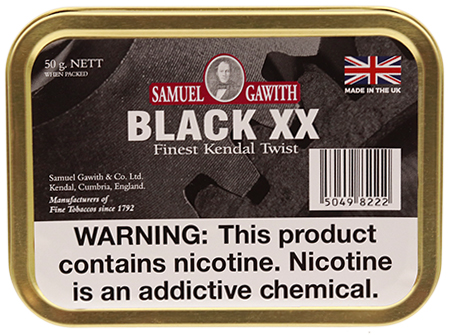 50 g. NETT
WHEN PACKED
SAMUEL GAWITH
MADE IN THE UK
BLACK XX
Finest Kendal Twist
Samuel Gawith & Co. Ltd.
Kendal, Cumbria, England.
Manufacturers of
Fine Tobaccos since 1792
5049 8222
WARNING: This product
contains nicotine. Nicotine
is an addictive chemical.